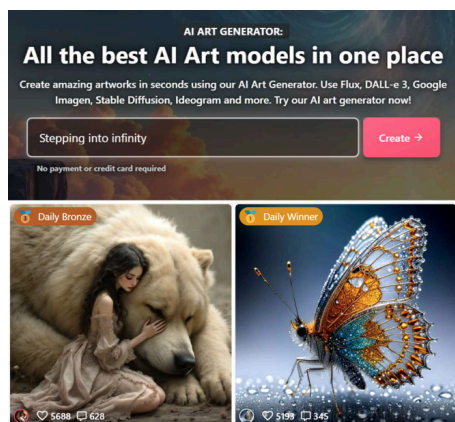 AI ART GENERATOR:
All the best AI Art models in one place
Create amazing artworks in seconds using our AI Art Generator. Use Flux, DALL-e 3, Google
Imagen, Stable Diffusion, Ideogram and more. Try our AI art generator now!
Stepping into infinity
Create →
No payment or credit card required
Daily Bronze
Daily Winner
5688 628
5193 345